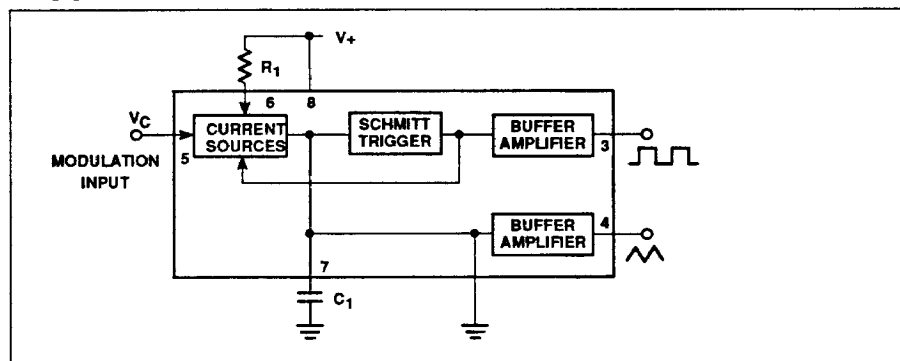 V+
R1
6 8
VC
5
CURRENT
SOURCES
SCHMITT
TRIGGER
BUFFER
AMPLIFIER
3
MODULATION
INPUT
BUFFER
AMPLIFIER
4
7
C1